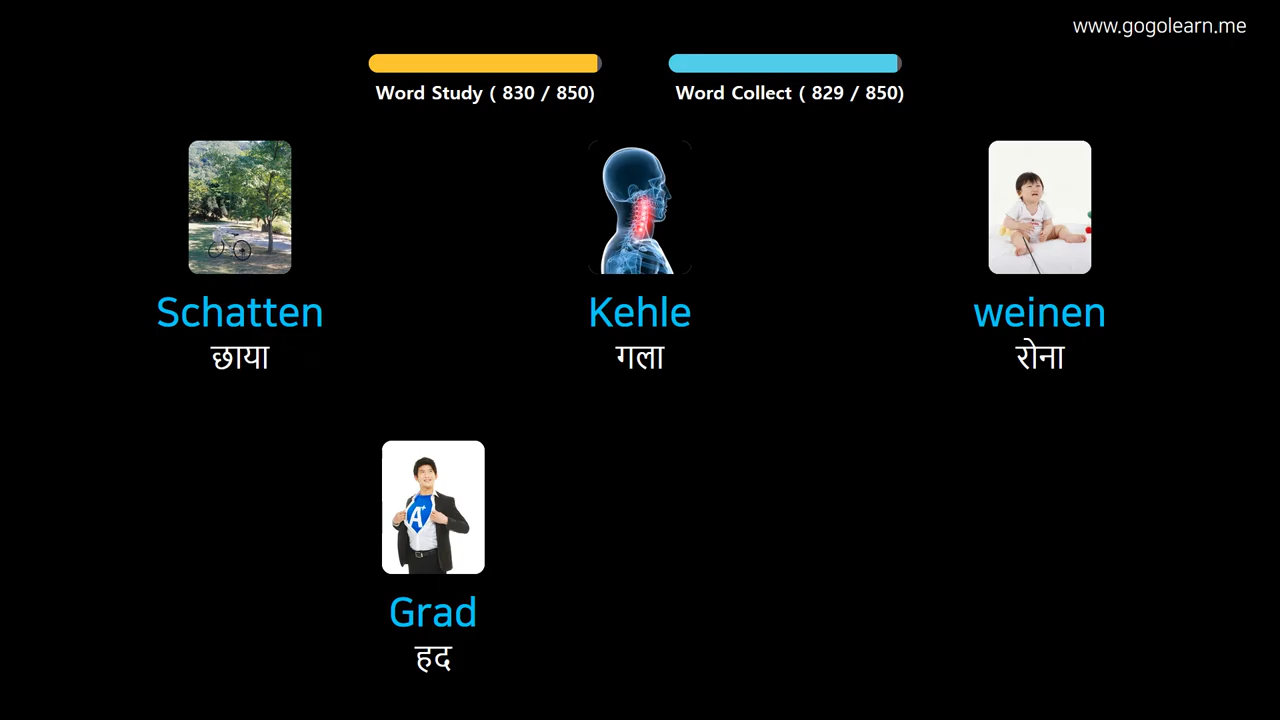 www.gogolearn.me
Word Study ( 830 / 850)
Word Collect ( 829 / 850)
Schatten
छाया
Kehle
गला
weinen
रोना
A+
Grad
हद